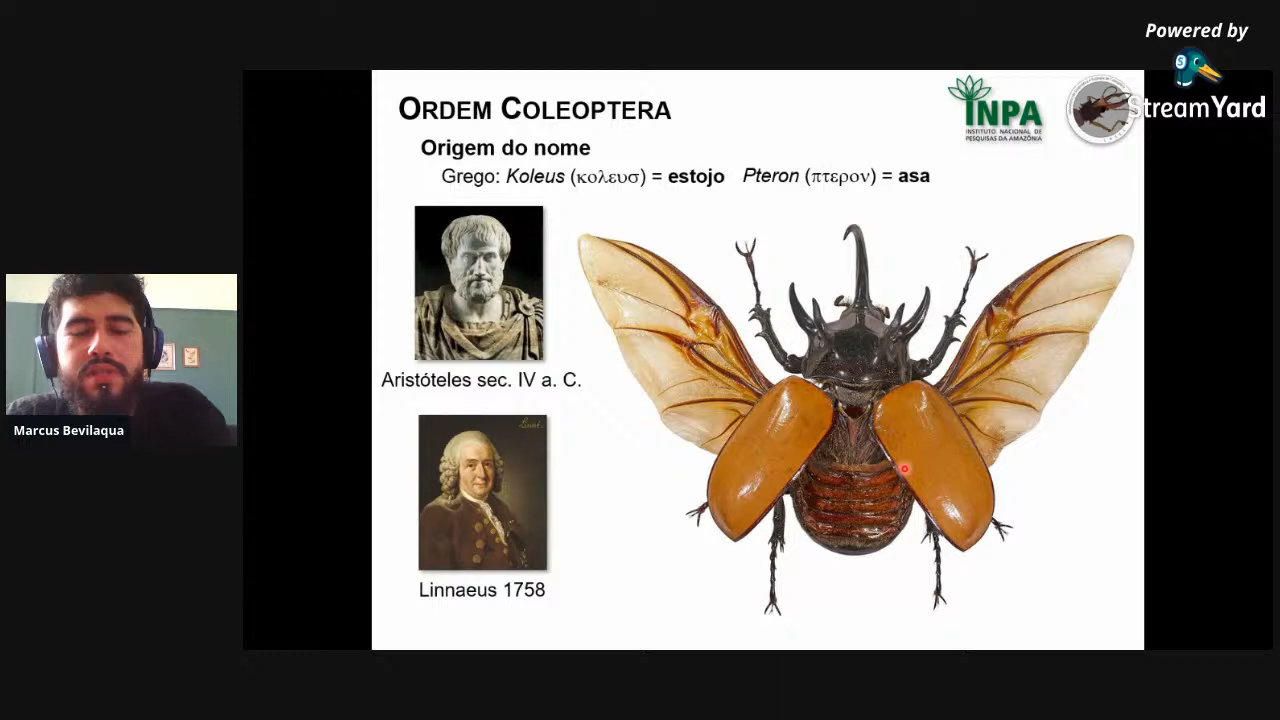 Powered by
StreamYard
ORDEM COLEOPTERA
INPA
INSTITUTO NACIONAL DE
PESQUISAS DA AMAZÔNIA
Origem do nome
Grego: Koleus (κολευσ) = estojo Pteron (πτερον) = asa
Aristóteles sec. IV a. C.
Marcus Bevilaqua
Linnaeus 1758